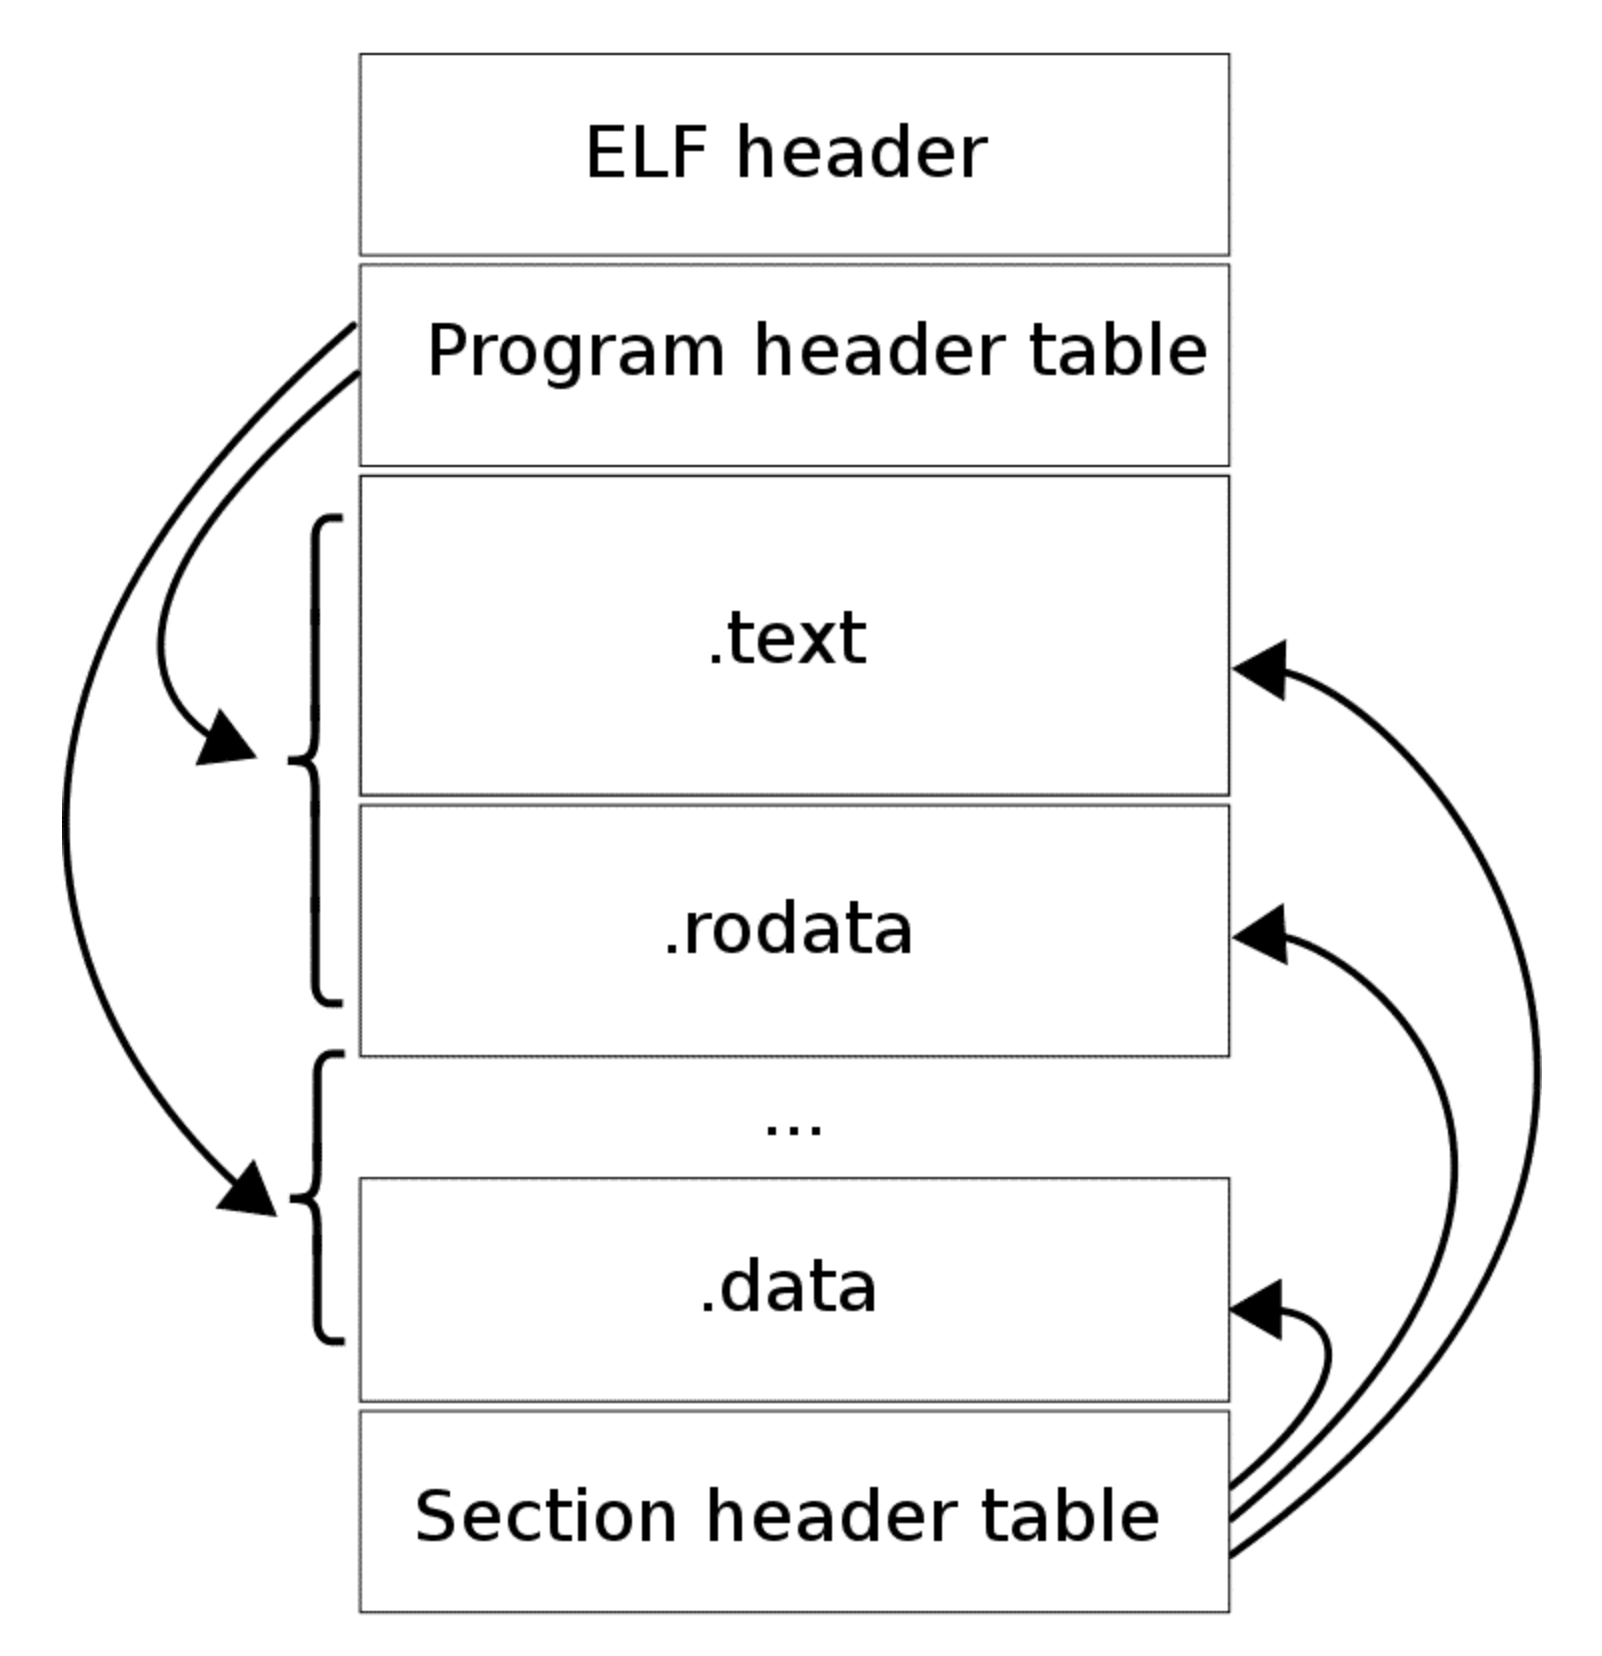 ELF header
Program header table
.text
.rodata
...
.data
Section header table